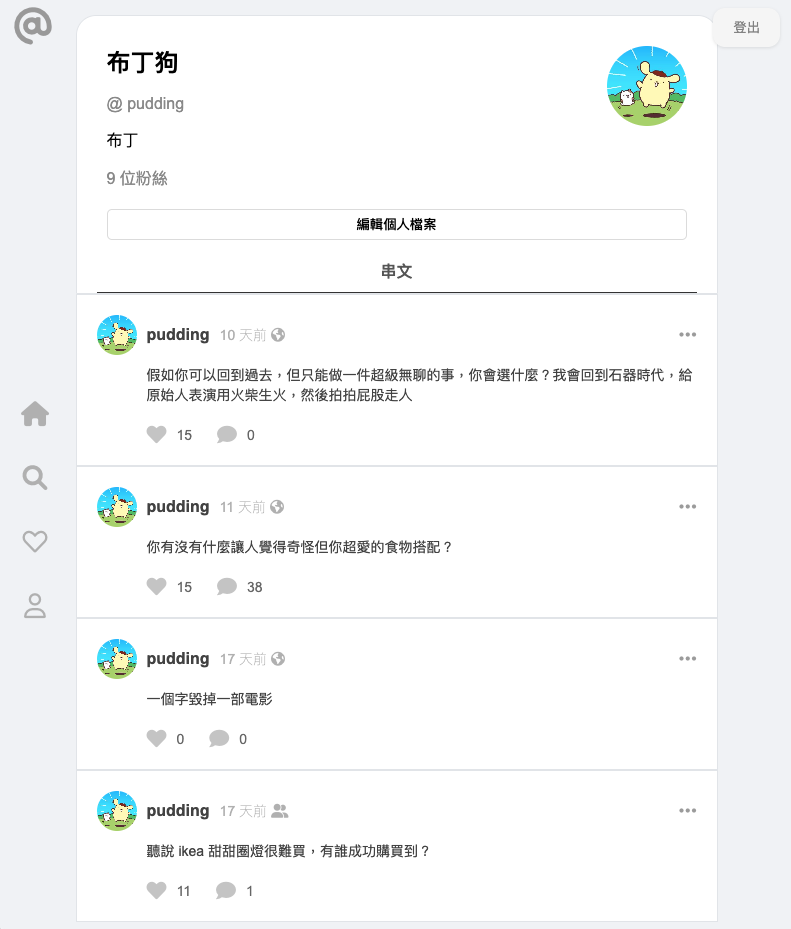 @
登出
布丁狗
@ pudding
布丁
9 位粉絲
編輯個人檔案
串文
pudding 10 天前
假如你可以回到過去，但只能做一件超級無聊的事，你會選什麼？我會回到石器時代，給
原始人表演用火柴生火，然後拍拍屁股走人
15 0
pudding 11 天前
你有沒有什麼讓人覺得奇怪但你超愛的食物搭配？
15 38
pudding 17 天前
一個字毀掉一部電影
0 0
pudding 17 天前
聽說 ikea 甜甜圈燈很難買，有誰成功購買到？
11 1